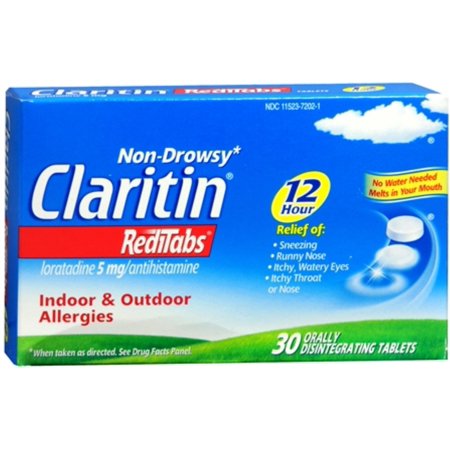 NDC 11523-7202-1
Non-Drowsy*
Claritin®
RediTabs®
TABLETS
loratadine 5 mg/antihistamine
Indoor & Outdoor
Allergies
*When taken as directed. See Drug Facts Panel.
12
Hour
Relief of:
• Sneezing
• Runny Nose
• Itchy, Watery Eyes
• Itchy Throat
or Nose
No Water Needed
Melts in Your Mouth
30 ORALLY
DISINTEGRATING TABLETS